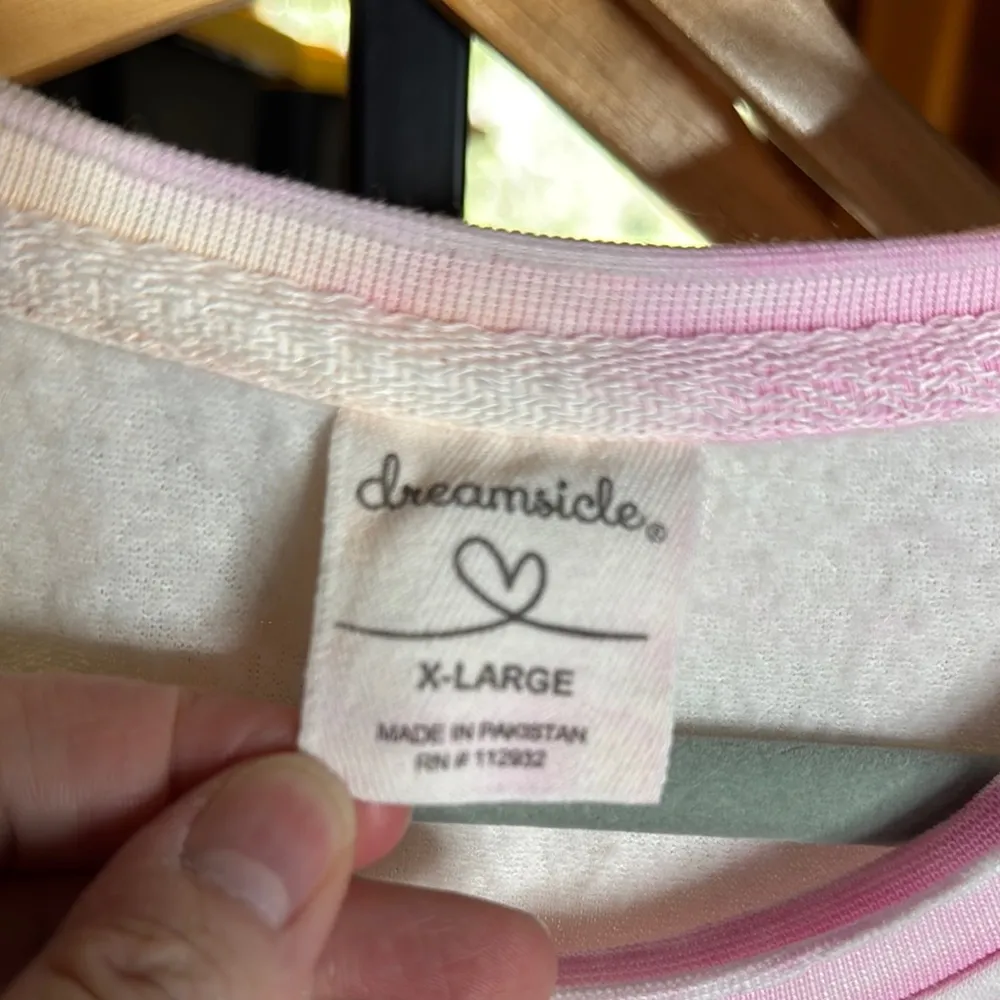 dreamsicle®
X-LARGE
MADE IN PAKISTAN
RN # 112932